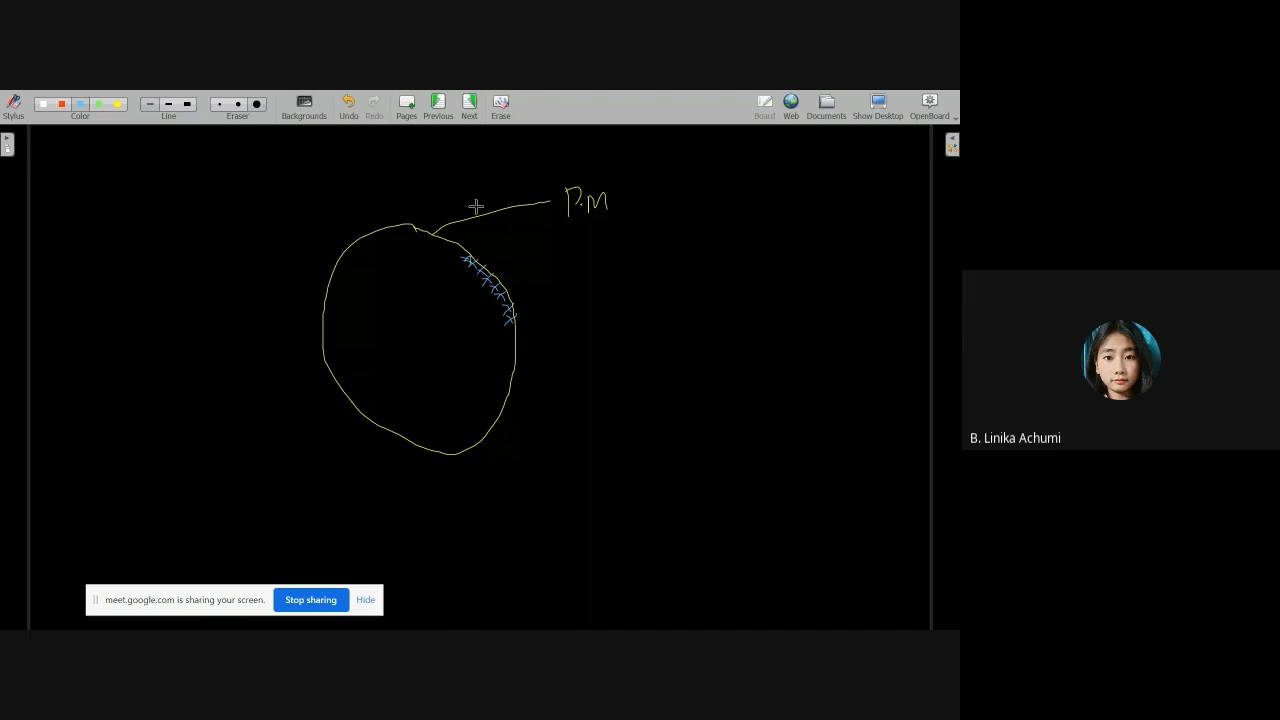 Stylus
Color
Line
Eraser
Backgrounds
Undo
Redo
Pages
Previous
Next
Erase
Board
Web
Documents
Show Desktop
OpenBoard
P.M
B. Linika Achumi
meet.google.com is sharing your screen.
Stop sharing
Hide